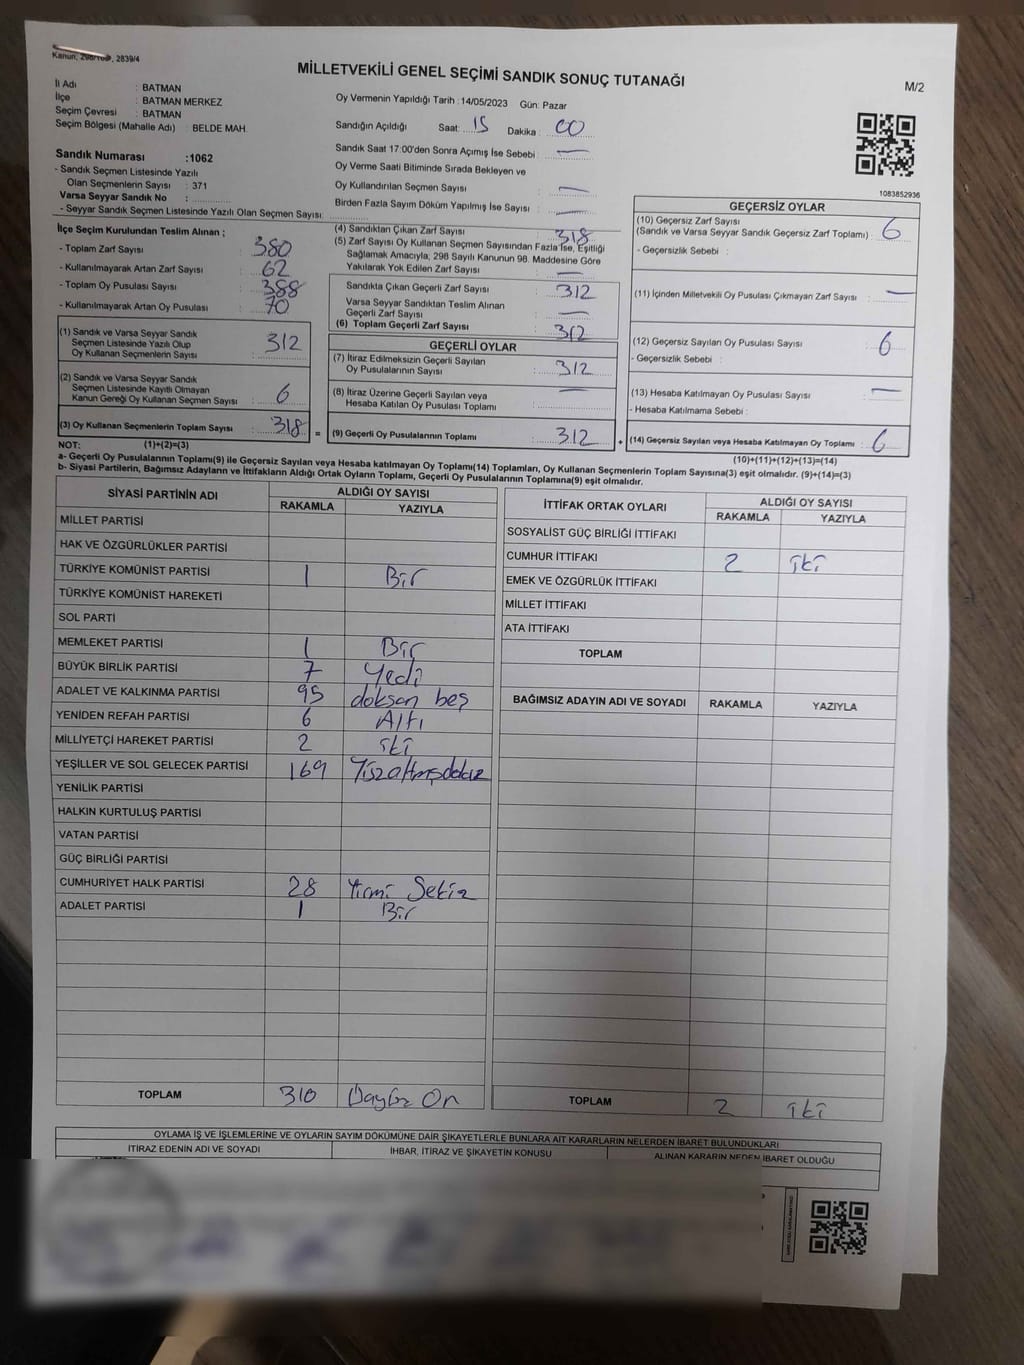 Kanun, 2839/4
MİLLETVEKİLİ GENEL SEÇİMİ SANDIK SONUÇ TUTANAĞI
M/2
İl Adı : BATMAN
İlçe : BATMAN MERKEZ
Seçim Çevresi : BATMAN
Seçim Bölgesi (Mahalle Adı) : BELDE MAH.
Oy Vermenin Yapıldığı Tarih : 14/05/2023 Gün: Pazar
Sandığın Açıldığı Saat: 15 Dakika : 00
Sandık Saat 17:00'den Sonra Açımış İse Sebebi : —
Oy Verme Saati Bitiminde Sırada Bekleyen ve
Oy Kullandırılan Seçmen Sayısı : —
Birden Fazla Sayım Döküm Yapılmış İse Sayısı : —
Sandık Numarası : 1062
- Sandık Seçmen Listesinde Yazılı
Olan Seçmenlerin Sayısı : 371
Varsa Seyyar Sandık No :
- Seyyar Sandık Seçmen Listesinde Yazılı Olan Seçmen Sayısı:
1083852936
İlçe Seçim Kurulundan Teslim Alınan ;
- Toplam Zarf Sayısı : 380
- Kullanılmayarak Artan Zarf Sayısı : 62
- Toplam Oy Pusulası Sayısı : 388
- Kullanılmayarak Artan Oy Pusulası : 70
(1) Sandık ve Varsa Seyyar Sandık
Seçmen Listesinde Yazılı Olup
Oy Kullanan Seçmenlerin Sayısı : 312
(2) Sandık ve Varsa Seyyar Sandık
Seçmen Listesinde Kayıtlı Olmayan
Kanun Gereği Oy Kullanan Seçmen Sayısı : 6
(3) Oy Kullanan Seçmenlerin Toplam Sayısı : 318 =
(4) Sandıktan Çıkan Zarf Sayısı : 318
(5) Zarf Sayısı Oy Kullanan Seçmen Sayısından Fazla İse, Eşitliği
Sağlamak Amacıyla, 298 Sayılı Kanunun 98. Maddesine Göre
Yakılarak Yok Edilen Zarf Sayısı : —
Sandıkta Çıkan Geçerli Zarf Sayısı : 312
Varsa Seyyar Sandıktan Teslim Alınan
Geçerli Zarf Sayısı : —
(6) Toplam Geçerli Zarf Sayısı : 312
GEÇERLİ OYLAR
(7) İtiraz Edilmeksizin Geçerli Sayılan
Oy Pusulalarının Sayısı : 312
(8) İtiraz Üzerine Geçerli Sayılan veya
Hesaba Katılan Oy Pusulası Toplamı : —
(9) Geçerli Oy Pusulalarının Toplamı : 312 +
GEÇERSİZ OYLAR
(10) Geçersiz Zarf Sayısı
(Sandık ve Varsa Seyyar Sandık Geçersiz Zarf Toplamı) : 6
- Geçersizlik Sebebi :
(11) İçinden Milletvekili Oy Pusulası Çıkmayan Zarf Sayısı : —
(12) Geçersiz Sayılan Oy Pusulası Sayısı : 6
- Geçersizlik Sebebi :
(13) Hesaba Katılmayan Oy Pusulası Sayısı : —
- Hesaba Katılmama Sebebi :
(14) Geçersiz Sayılan veya Hesaba Katılmayan Oy Toplamı : 6
NOT: (1)+(2)=(3)
(10)+(11)+(12)+(13)=(14)
a- Geçerli Oy Pusulalarının Toplamı(9) ile Geçersiz Sayılan veya Hesaba katılmayan Oy Toplamı(14) Toplamları, Oy Kullanan Seçmenlerin Toplam Sayısına(3) eşit olmalıdır. (9)+(14)=(3)
b- Siyasi Partilerin, Bağımsız Adayların ve İttifakların Aldığı Ortak Oyların Toplamı, Geçerli Oy Pusulalarının Toplamına(9) eşit olmalıdır.
SİYASİ PARTİNİN ADI
ALDIĞI OY SAYISI
RAKAMLA YAZIYLA
MİLLET PARTİSİ
HAK VE ÖZGÜRLÜKLER PARTİSİ
TÜRKİYE KOMÜNİST PARTİSİ 1 Bir
TÜRKİYE KOMÜNİST HAREKETİ
SOL PARTİ
MEMLEKET PARTİSİ 1 Bir
BÜYÜK BİRLİK PARTİSİ 7 Yedi
ADALET VE KALKINMA PARTİSİ 95 doksan beş
YENİDEN REFAH PARTİSİ 6 Altı
MİLLİYETÇİ HAREKET PARTİSİ 2 iki
YEŞİLLER VE SOL GELECEK PARTİSİ 169
YENİLİK PARTİSİ
HALKIN KURTULUŞ PARTİSİ
VATAN PARTİSİ
GÜÇ BİRLİĞİ PARTİSİ
CUMHURİYET HALK PARTİSİ 28 Yirmi Sekiz
ADALET PARTİSİ 1 Bir
TOPLAM 310 On
İTTİFAK ORTAK OYLARI
ALDIĞI OY SAYISI
RAKAMLA YAZIYLA
SOSYALİST GÜÇ BİRLİĞİ İTTİFAKI
CUMHUR İTTİFAKI 2 iki
EMEK VE ÖZGÜRLÜK İTTİFAKI
MİLLET İTTİFAKI
ATA İTTİFAKI
TOPLAM
BAĞIMSIZ ADAYIN ADI VE SOYADI RAKAMLA YAZIYLA
TOPLAM 2 iki
OYLAMA İŞ VE İŞLEMLERİNE VE OYLARIN SAYIM DÖKÜMÜNE DAİR ŞİKAYETLERLE BUNLARA AİT KARARLARIN NELERDEN İBARET BULUNDUKLARI
İTİRAZ EDENİN ADI VE SOYADI İHBAR, İTİRAZ VE ŞİKAYETİN KONUSU ALINAN KARARIN NEDEN İBARET OLDUĞU